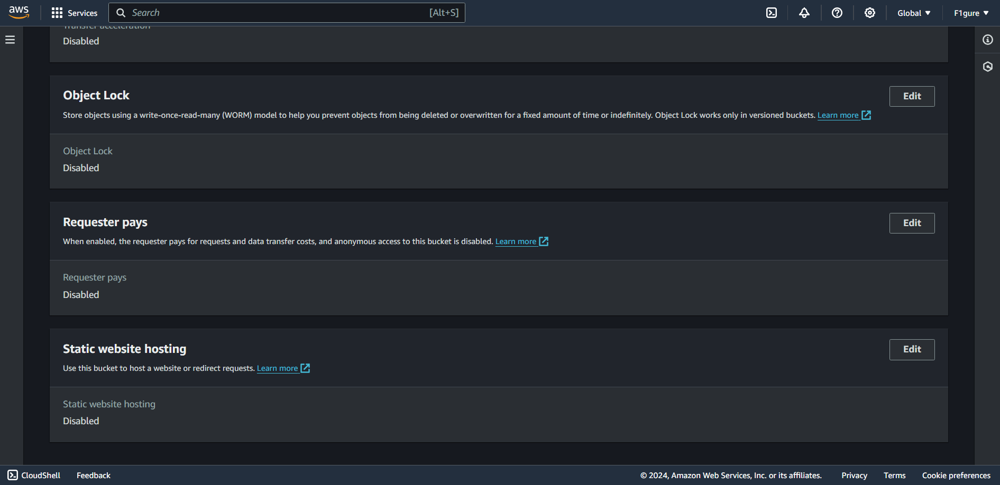 aws
Services
Search
[Alt+S]
Global
F1gure
Transfer acceleration
Disabled
Object Lock
Edit
Store objects using a write-once-read-many (WORM) model to help you prevent objects from being deleted or overwritten for a fixed amount of time or indefinitely. Object Lock works only in versioned buckets. Learn more
Object Lock
Disabled
Requester pays
Edit
When enabled, the requester pays for requests and data transfer costs, and anonymous access to this bucket is disabled. Learn more
Requester pays
Disabled
Static website hosting
Edit
Use this bucket to host a website or redirect requests. Learn more
Static website hosting
Disabled
CloudShell
Feedback
© 2024, Amazon Web Services, Inc. or its affiliates.
Privacy
Terms
Cookie preferences